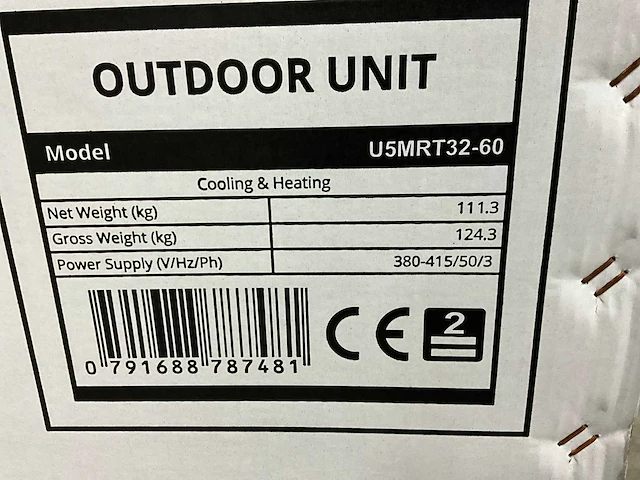 OUTDOOR UNIT
Model U5MRT32-60
Cooling & Heating
Net Weight (kg) 111.3
Gross Weight (kg) 124.3
Power Supply (V/Hz/Ph) 380-415/50/3
0 791688 787481
CE 2